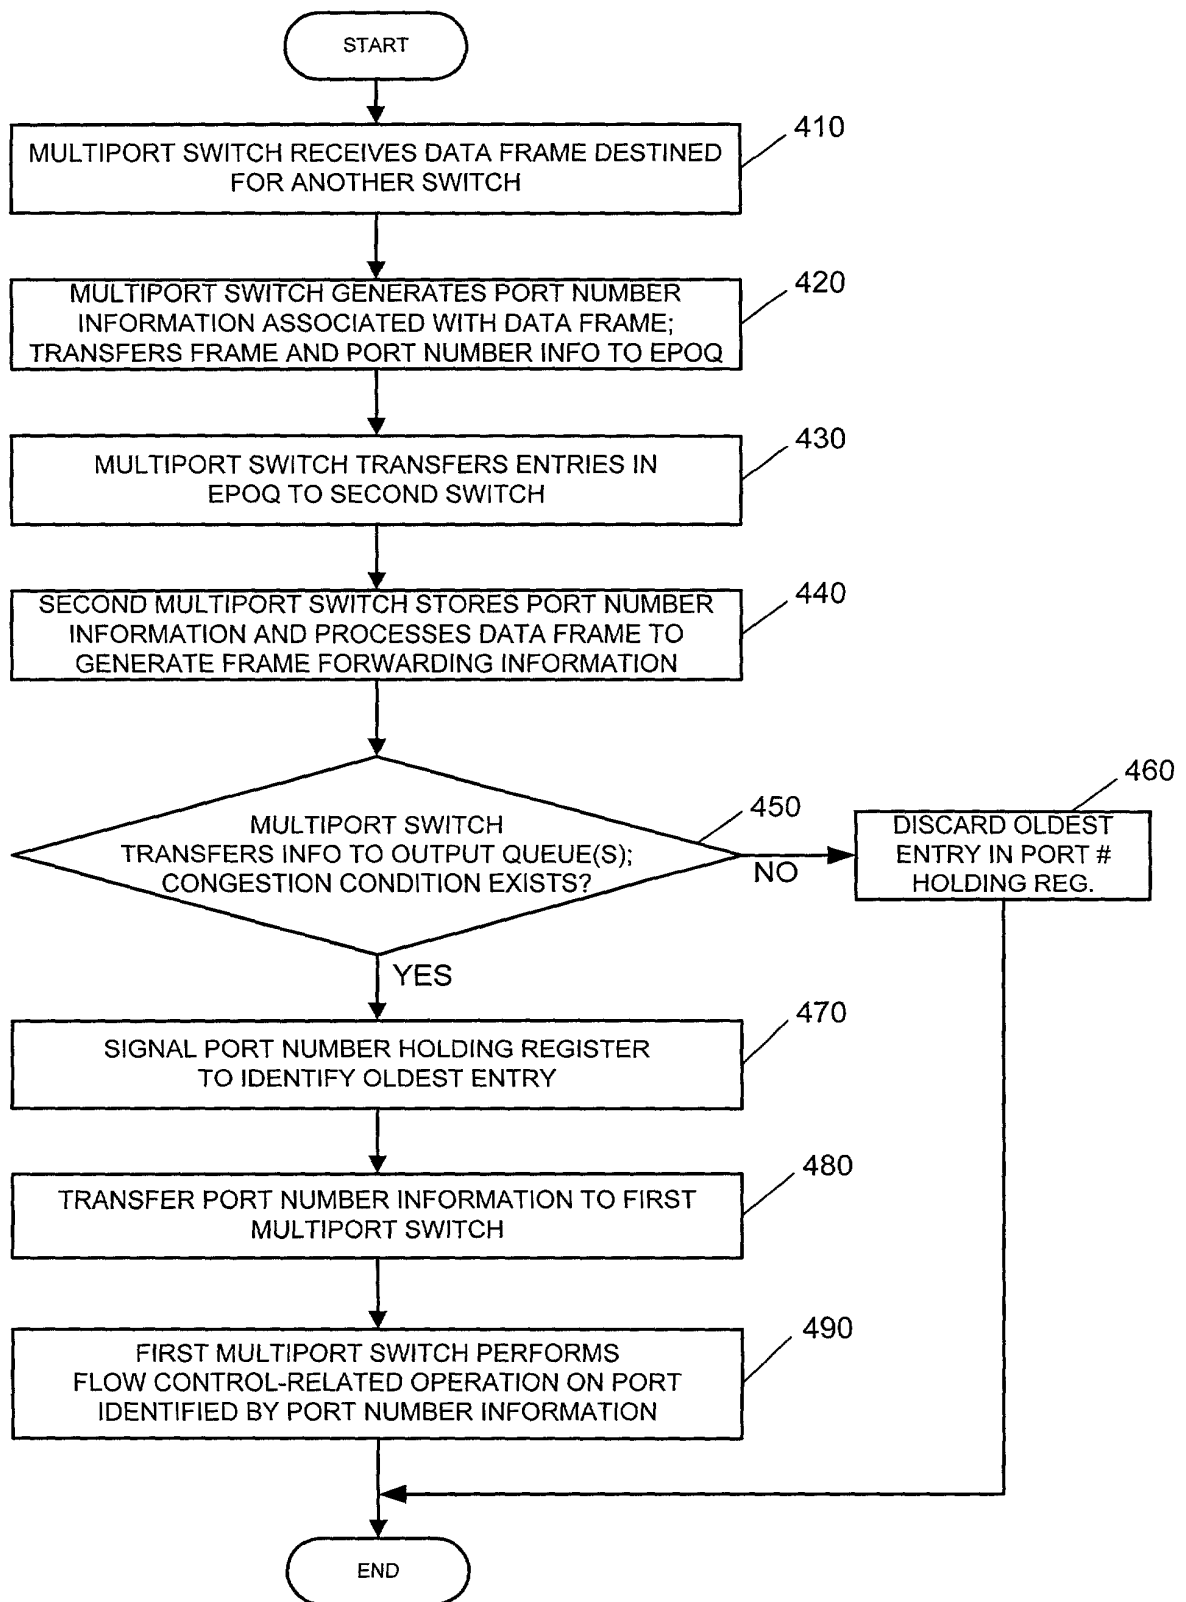 START
410
MULTIPORT SWITCH RECEIVES DATA FRAME DESTINED
FOR ANOTHER SWITCH
420
MULTIPORT SWITCH GENERATES PORT NUMBER
INFORMATION ASSOCIATED WITH DATA FRAME;
TRANSFERS FRAME AND PORT NUMBER INFO TO EPOQ
430
MULTIPORT SWITCH TRANSFERS ENTRIES IN
EPOQ TO SECOND SWITCH
440
SECOND MULTIPORT SWITCH STORES PORT NUMBER
INFORMATION AND PROCESSES DATA FRAME TO
GENERATE FRAME FORWARDING INFORMATION
450
MULTIPORT SWITCH
TRANSFERS INFO TO OUTPUT QUEUE(S);
CONGESTION CONDITION EXISTS?
NO
460
DISCARD OLDEST
ENTRY IN PORT #
HOLDING REG.
YES
470
SIGNAL PORT NUMBER HOLDING REGISTER
TO IDENTIFY OLDEST ENTRY
480
TRANSFER PORT NUMBER INFORMATION TO FIRST
MULTIPORT SWITCH
490
FIRST MULTIPORT SWITCH PERFORMS
FLOW CONTROL-RELATED OPERATION ON PORT
IDENTIFIED BY PORT NUMBER INFORMATION
END